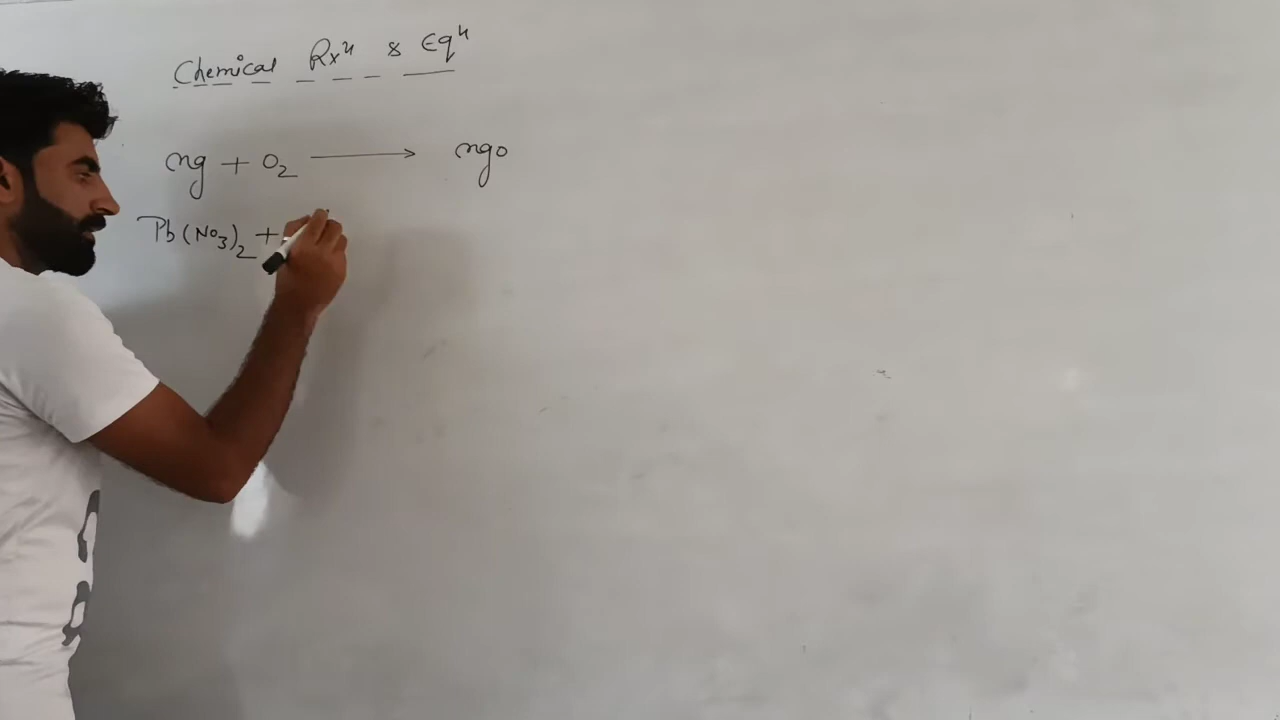 Chemical Rxn & Eqn
Mg + O2 → MgO
Pb(NO3)2 +